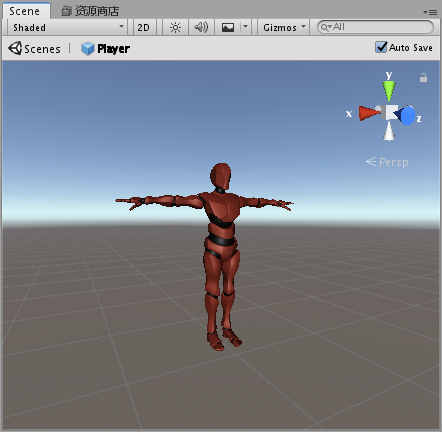 Scene 资源商店
Shaded 2D Gizmos All
Scenes Player Auto Save
y
x z
Persp